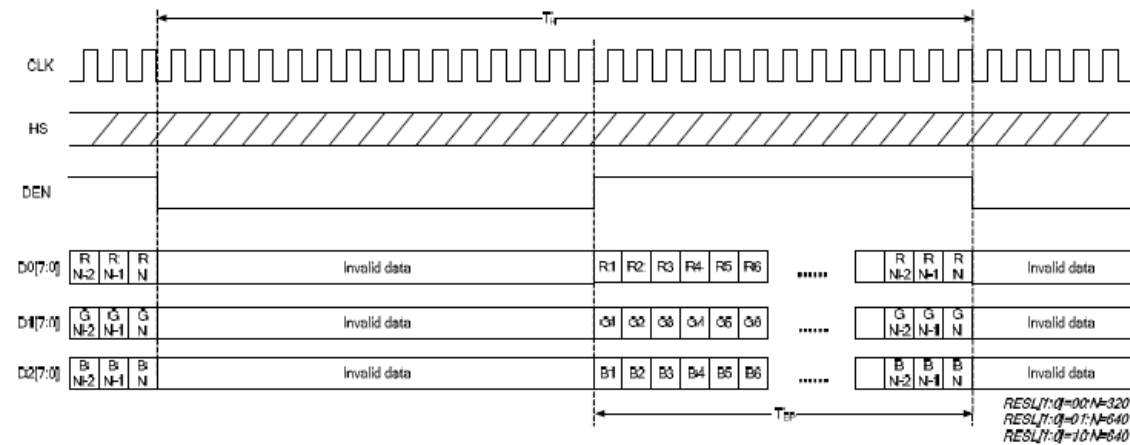 TH
CLK
HS
DEN
D0[7:0] R N-2 R N-1 R N Invalid data R1 R2 R3 R4 R5 R6 ...... R N-2 R N-1 R N Invalid data
D1[7:0] G N-2 G N-1 G N Invalid data G1 G2 G3 G4 G5 G6 ...... G N-2 G N-1 G N Invalid data
D2[7:0] B N-2 B N-1 B N Invalid data B1 B2 B3 B4 B5 B6 ...... B N-2 B N-1 B N Invalid data
TEP
RESL[1:0]=00:N=320
RESL[1:0]=01:N=640
RESL[1:0]=10:N=640